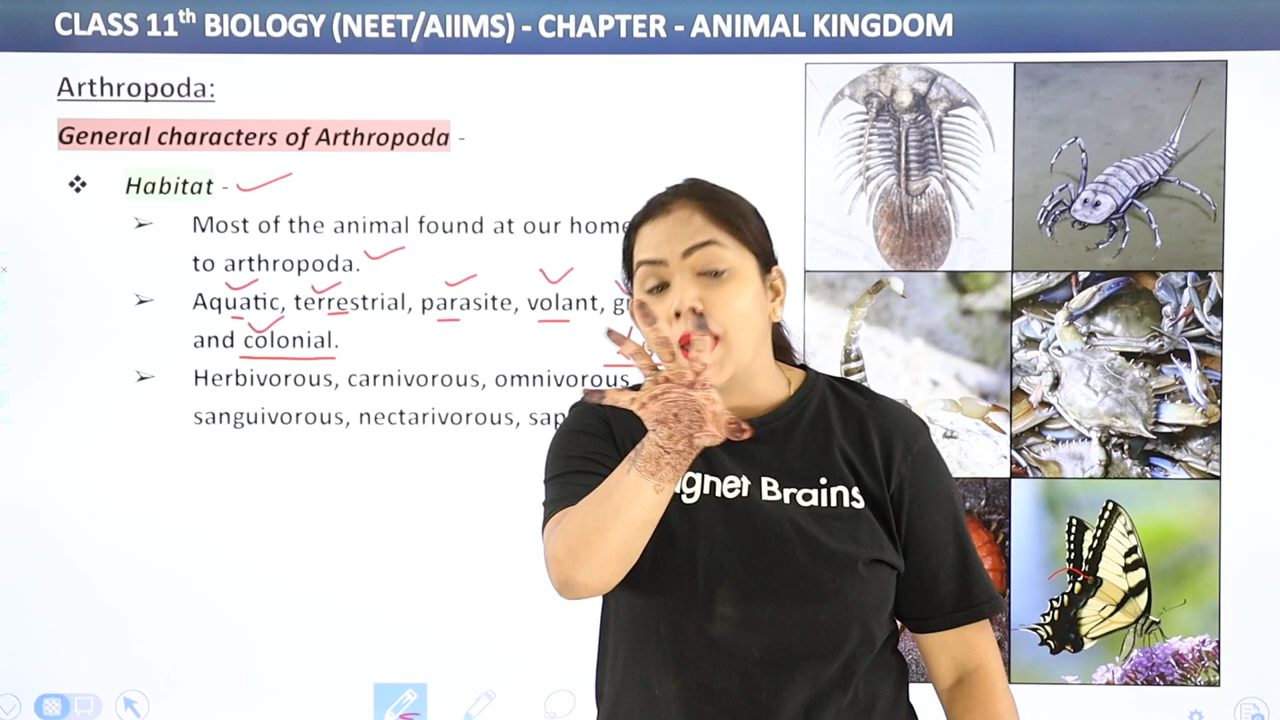 CLASS 11th BIOLOGY (NEET/AIIMS) - CHAPTER - ANIMAL KINGDOM
Arthropoda:
General characters of Arthropoda -
Habitat -
Most of the animal found at our home
to arthropoda.
Aquatic, terrestrial, parasite, volant,
and colonial.
Herbivorous, carnivorous, omnivorous
sanguivorous, nectarivorous,
Brains